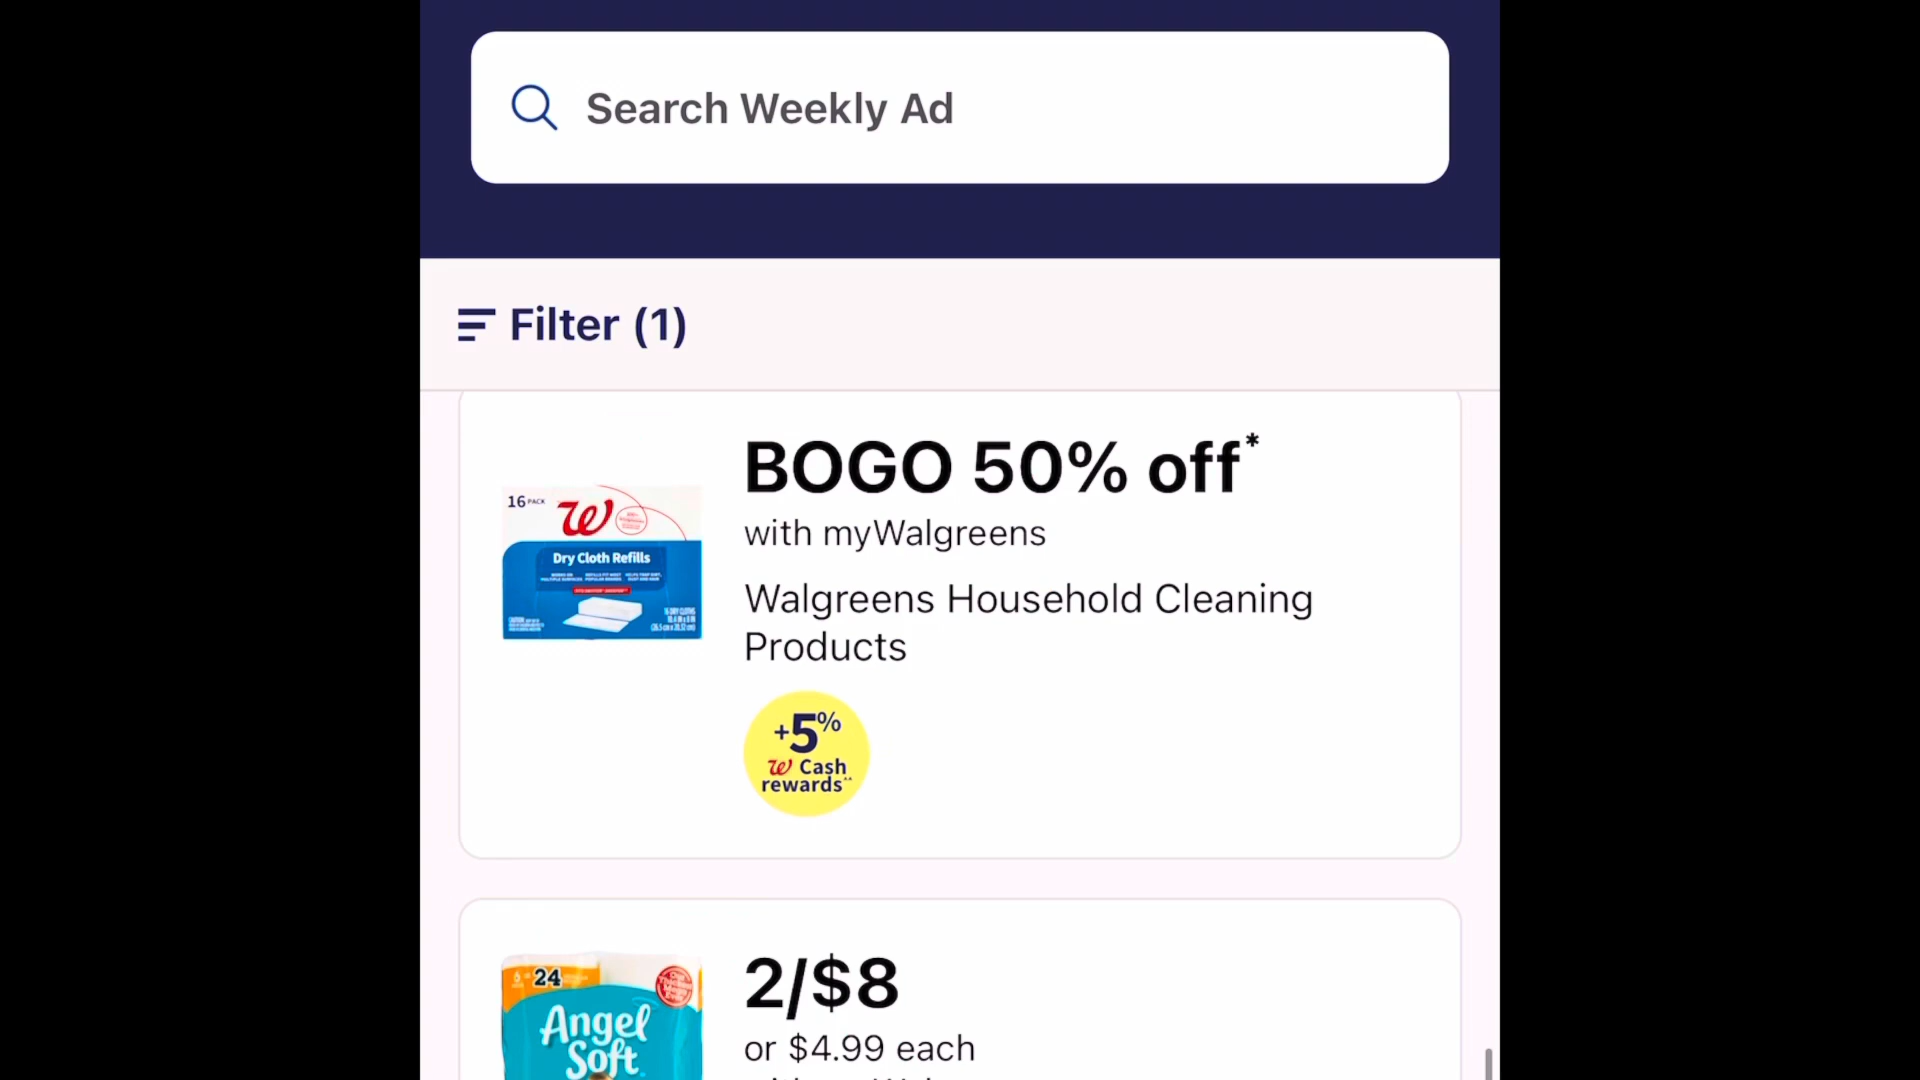 Search Weekly Ad
Filter (1)
BOGO 50% off*
with myWalgreens
Walgreens Household Cleaning
Products
16 PACK
W
Dry Cloth Refills
+5%
W Cash
rewards^^
2/$8
or $4.99 each
24
Angel
Soft